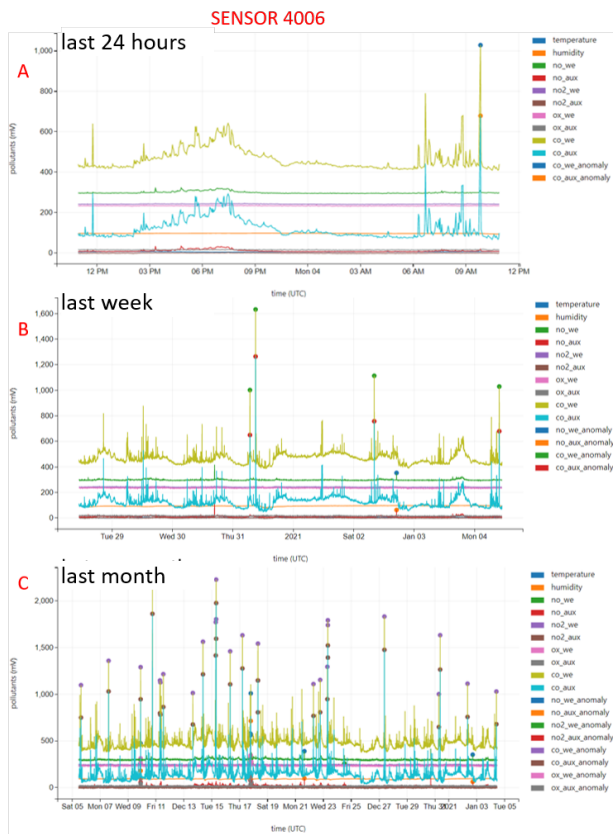 SENSOR 4006
A
last 24 hours
1,000
800
600
400
200
0
pollutants (mV)
12 PM 03 PM 06 PM 09 PM Mon 04 03 AM 06 AM 09 AM 12 PM
time (UTC)
temperature
humidity
no_we
no_aux
no2_we
no2_aux
ox_we
ox_aux
co_we
co_aux
co_we_anomaly
co_aux_anomaly
B
last week
1,600
1,400
1,200
1,000
800
600
400
200
0
pollutants (mV)
Tue 29 Wed 30 Thu 31 2021 Sat 02 Jan 03 Mon 04
time (UTC)
temperature
humidity
no_we
no_aux
no2_we
no2_aux
ox_we
ox_aux
co_we
co_aux
no_we_anomaly
no_aux_anomaly
co_we_anomaly
co_aux_anomaly
C
last month
2,000
1,500
1,000
500
0
pollutants (mV)
Sat 05 Mon 07 Wed 09 Fri 11 Dec 13 Tue 15 Thu 17 Sat 19 Mon 21 Wed 23 Fri 25 Dec 27 Tue 29 Thu 31 2021 Jan 03 Tue 05
time (UTC)
temperature
humidity
no_we
no_aux
no2_we
no2_aux
ox_we
ox_aux
co_we
co_aux
no_we_anomaly
no_aux_anomaly
no2_we_anomaly
no2_aux_anomaly
co_we_anomaly
co_aux_anomaly
ox_we_anomaly
ox_aux_anomaly